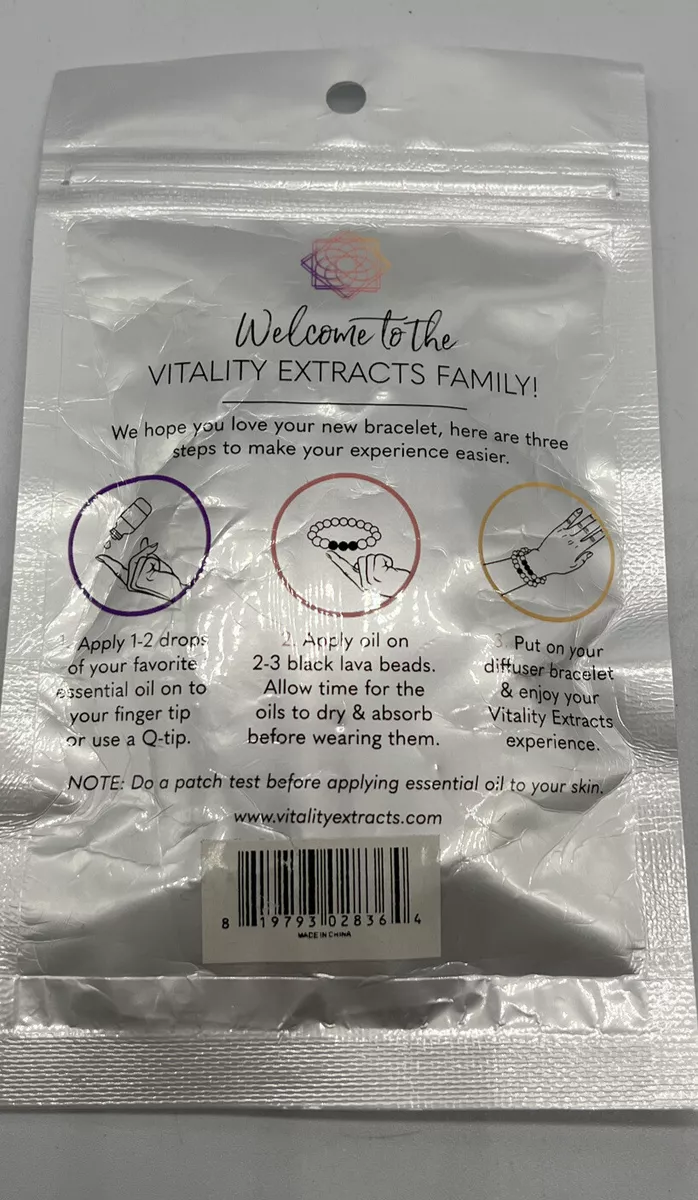 Welcome to the
VITALITY EXTRACTS FAMILY!
We hope you love your new bracelet, here are three
steps to make your experience easier.
1. Apply 1-2 drops
of your favorite
essential oil on to
your finger tip
or use a Q-tip.
2. Apply oil on
2-3 black lava beads.
Allow time for the
oils to dry & absorb
before wearing them.
3. Put on your
diffuser bracelet
& enjoy your
Vitality Extracts
experience.
NOTE: Do a patch test before applying essential oil to your skin.
www.vitalityextracts.com
8 19793 02836 4
MADE IN CHINA